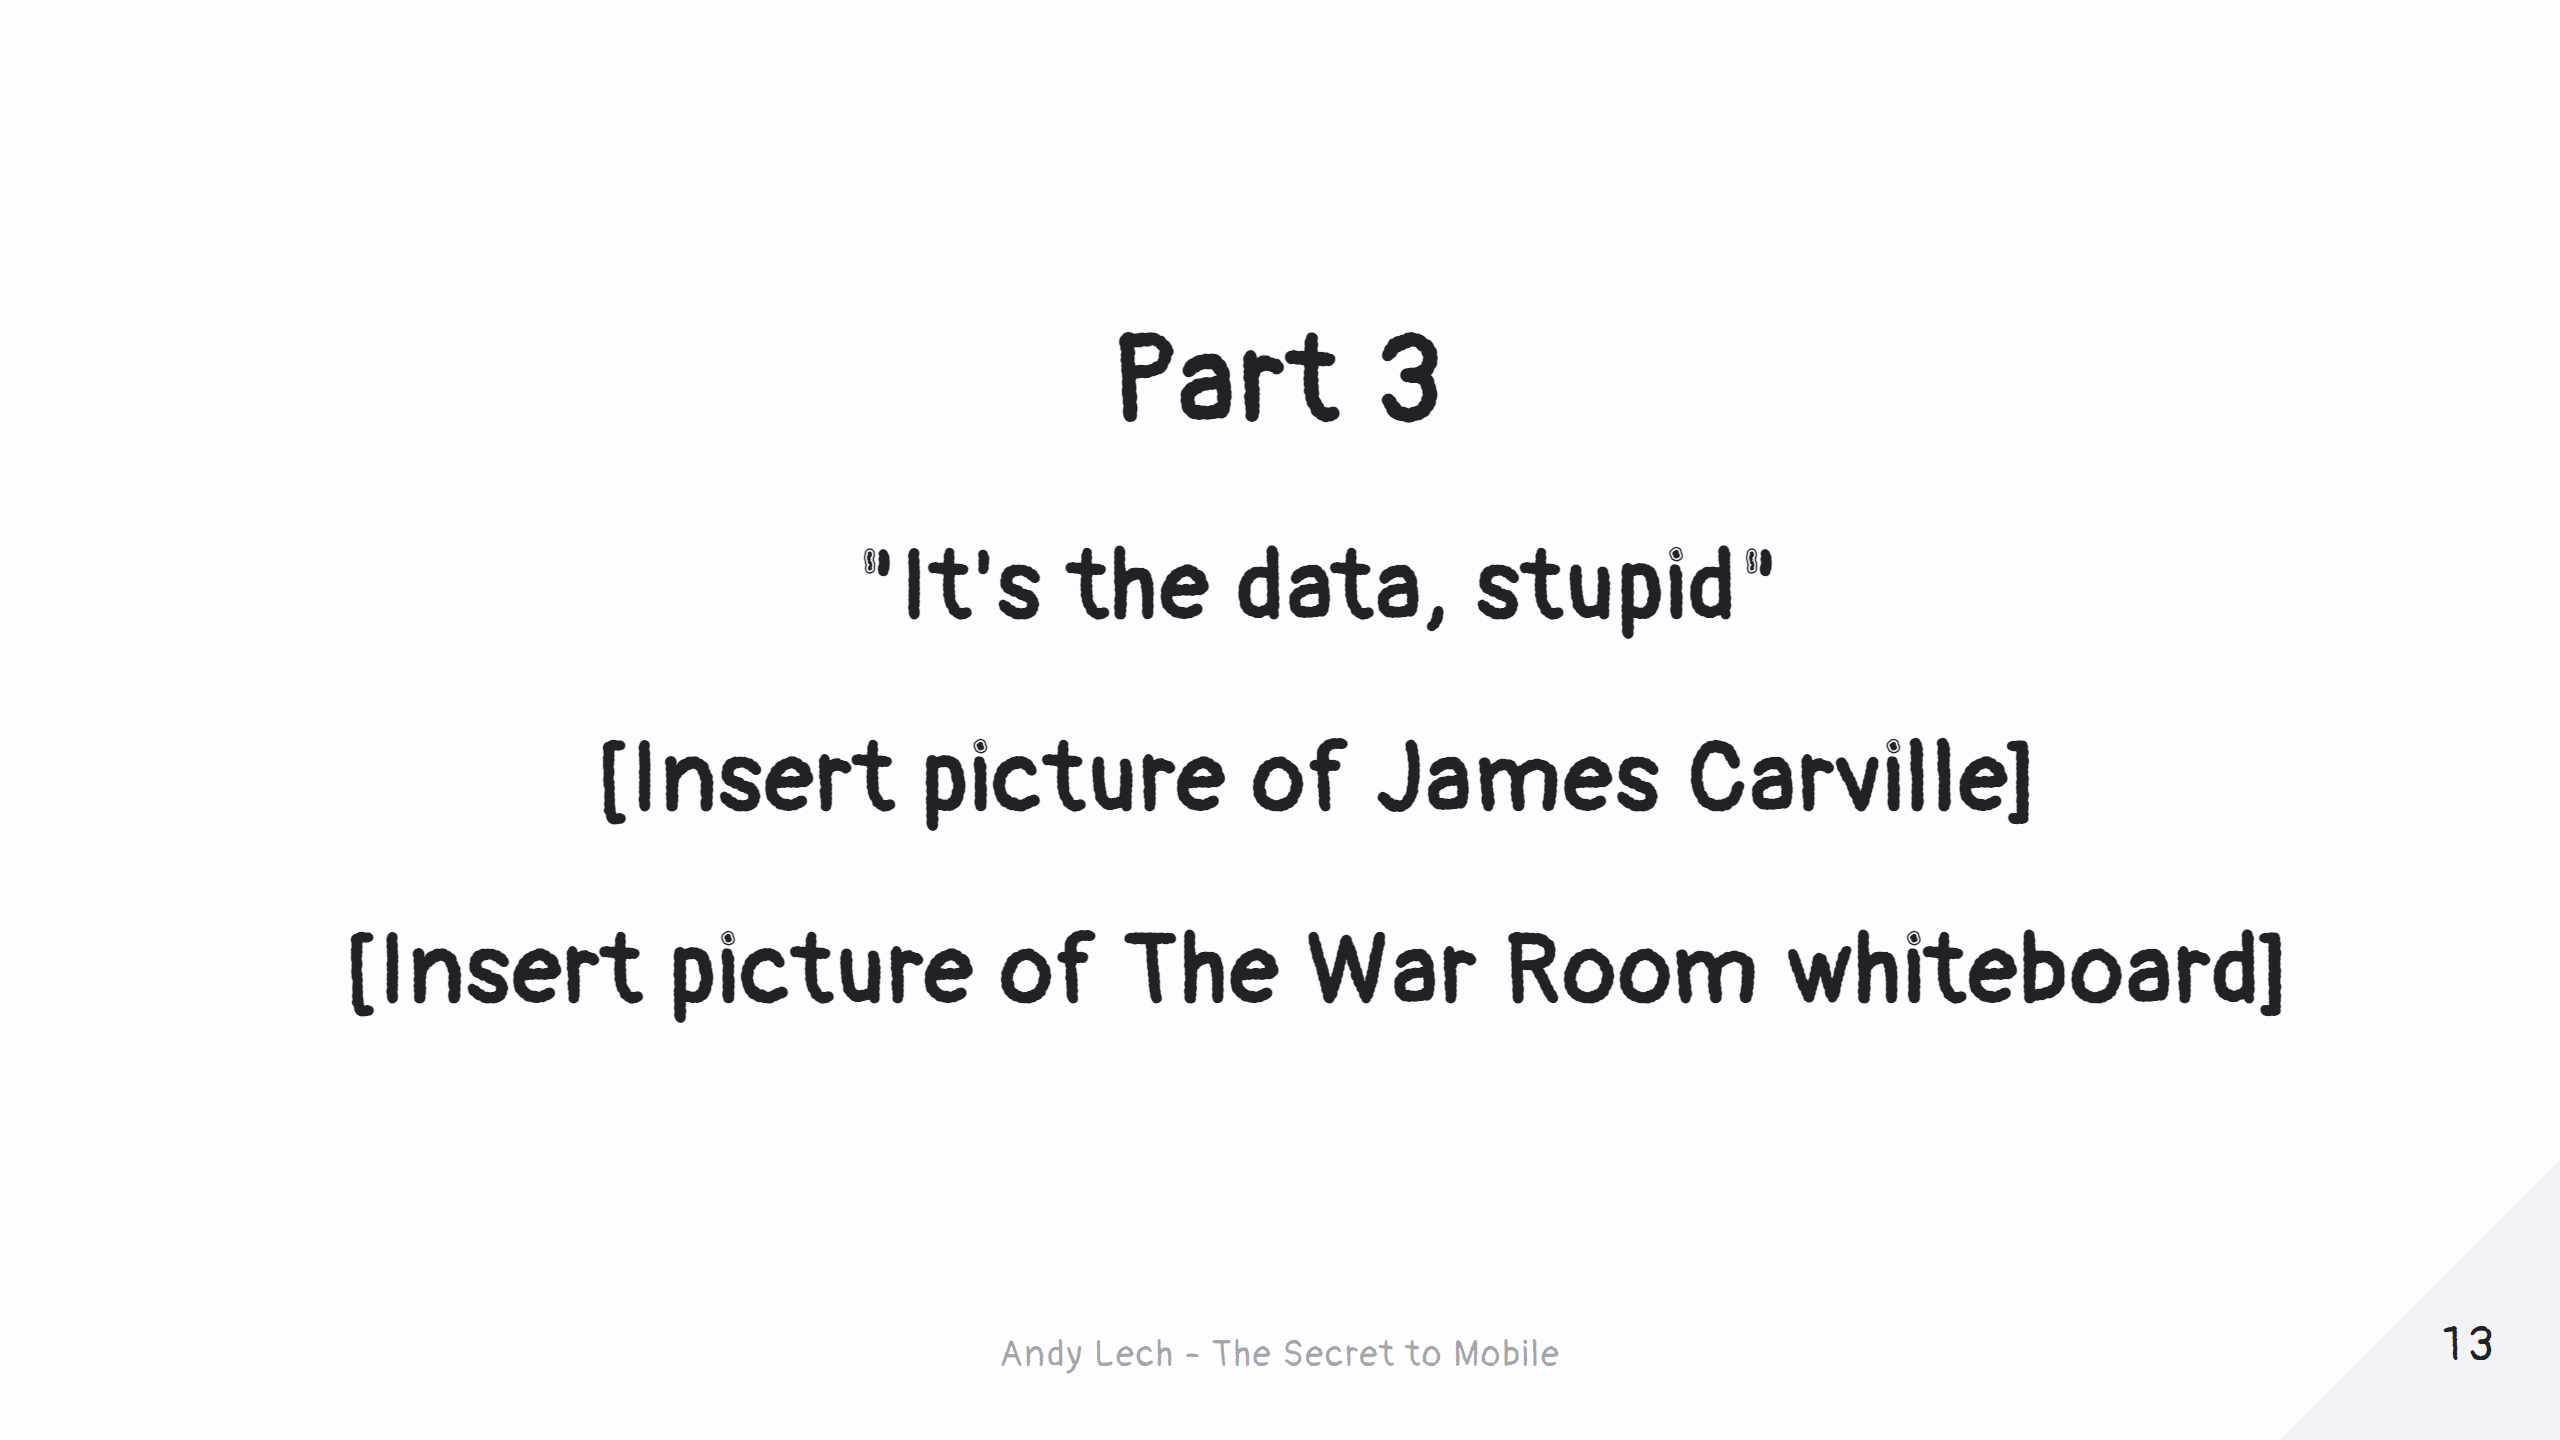 Part 3
"It's the data, stupid"
[Insert picture of James Carville]
[Insert picture of The War Room whiteboard]
Andy Lech - The Secret to Mobile
13